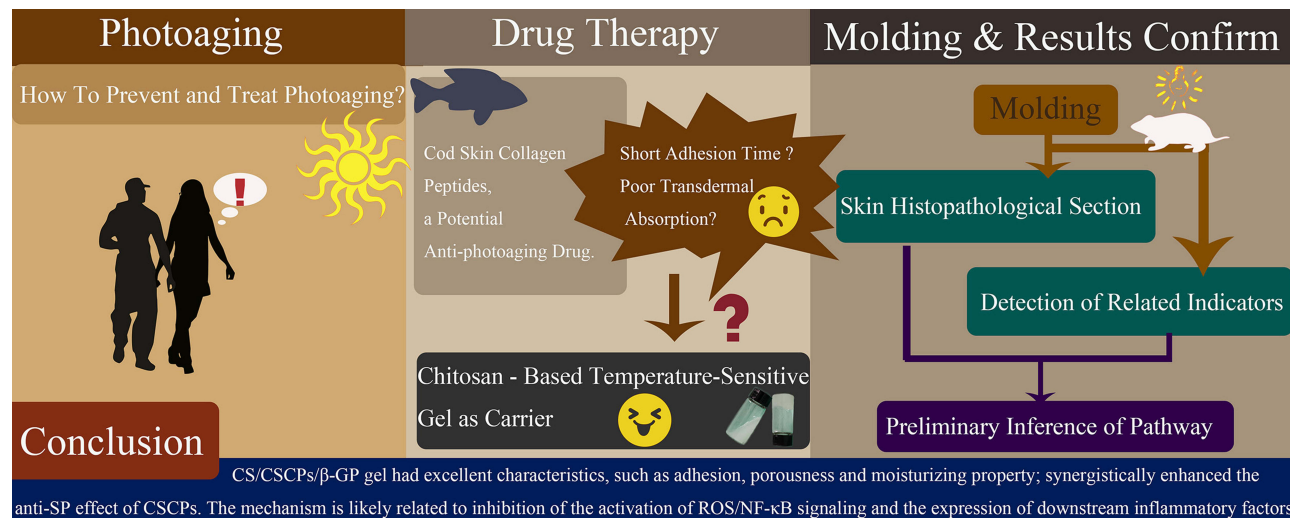 Photoaging
How To Prevent and Treat Photoaging?
!
Drug Therapy
Cod Skin Collagen
Peptides,
a Potential
Anti-photoaging Drug.
Short Adhesion Time ?
Poor Transdermal
Absorption?
?
Chitosan - Based Temperature-Sensitive
Gel as Carrier
Molding & Results Confirm
Molding
Skin Histopathological Section
Detection of Related Indicators
Preliminary Inference of Pathway
Conclusion
CS/CSCPs/β-GP gel had excellent characteristics, such as adhesion, porousness and moisturizing property; synergistically enhanced the
anti-SP effect of CSCPs. The mechanism is likely related to inhibition of the activation of ROS/NF-κB signaling and the expression of downstream inflammatory factors